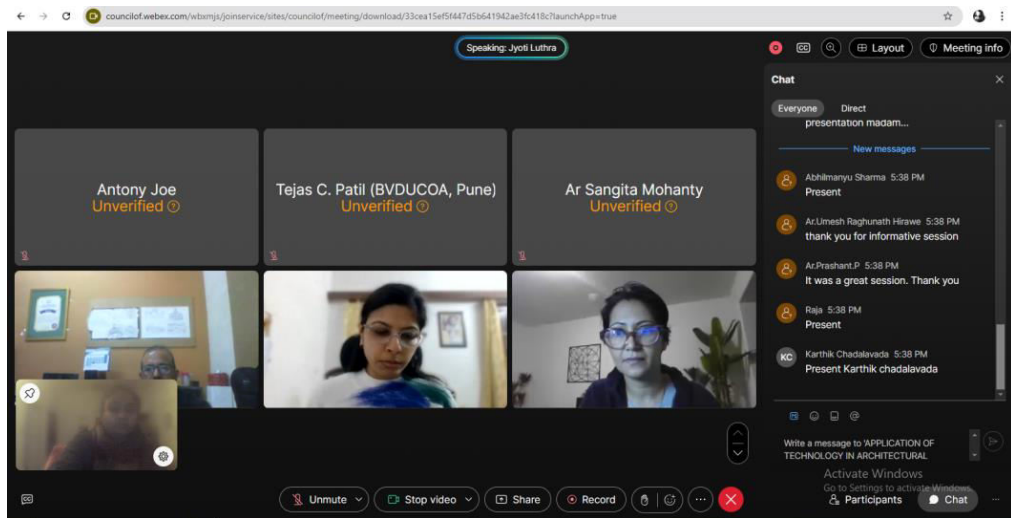 councilof.webex.com/wbxmjs/joinservice/sites/councilof/meeting/download/33cea15ef5f447d5b641942ae3fc418c?launchApp=true
Speaking: Jyoti Luthra
CC
Layout
Meeting info
Chat
Everyone Direct
presentation madam...
New messages
Abhilmanyu Sharma 5:38 PM
Present
Ar.Umesh Raghunath Hirawe 5:38 PM
thank you for informative session
Ar.Prashant.P 5:38 PM
It was a great session. Thank you
Raja 5:38 PM
Present
KC
Karthik Chadalavada 5:38 PM
Present Karthik chadalavada
Write a message to 'APPLICATION OF
TECHNOLOGY IN ARCHITECTURAL
Antony Joe
Unverified
Tejas C. Patil (BVDUCOA, Pune)
Unverified
Ar Sangita Mohanty
Unverified
Activate Windows
Go to Settings to activate Windows.
CC
Unmute
Stop video
Share
Record
Participants
Chat